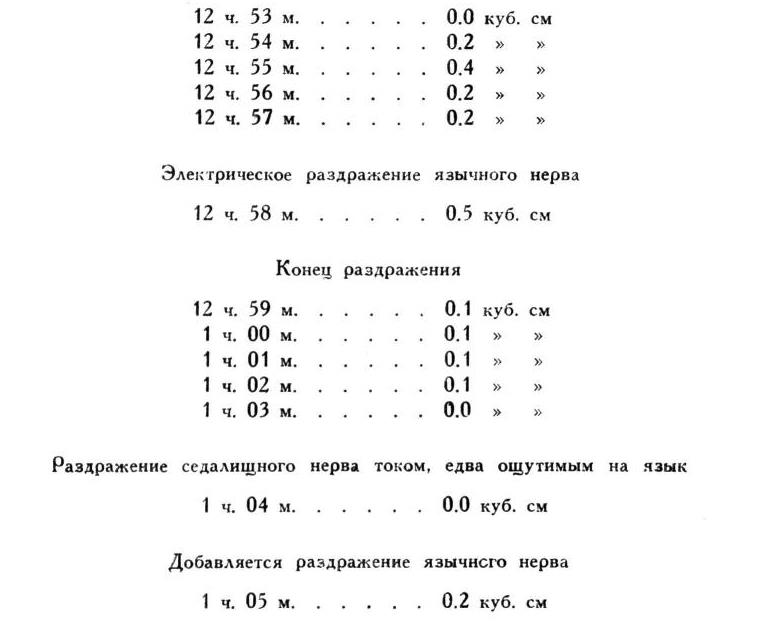 12 ч. 53 м. . . . . . 0.0 куб. см
12 ч. 54 м. . . . . . 0.2 » »
12 ч. 55 м. . . . . . 0.4 » »
12 ч. 56 м. . . . . . 0.2 » »
12 ч. 57 м. . . . . . 0.2 » »
Электрическое раздражение язычного нерва
12 ч. 58 м. . . . . . 0.5 куб. см
Конец раздражения
12 ч. 59 м. . . . . . 0.1 куб. см
1 ч. 00 м. . . . . . 0.1 » »
1 ч. 01 м. . . . . . 0.1 » »
1 ч. 02 м. . . . . . 0.1 » »
1 ч. 03 м. . . . . . 0.0 » »
Раздражение седалищного нерва током, едва ощутимым на язык
1 ч. 04 м. . . . . . 0.0 куб. см
Добавляется раздражение язычного нерва
1 ч. 05 м. . . . . . 0.2 куб. см